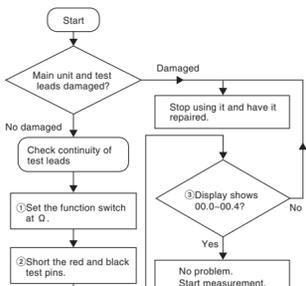 Start
Main unit and test
leads damaged?
Damaged
Stop using it and have it
repaired.
No damaged
Check continuity of
test leads
①Set the function switch
at Ω.
②Short the red and black
test pins.
③Display shows
00.0~00.4?
No
Yes
No problem.
Start measurement.